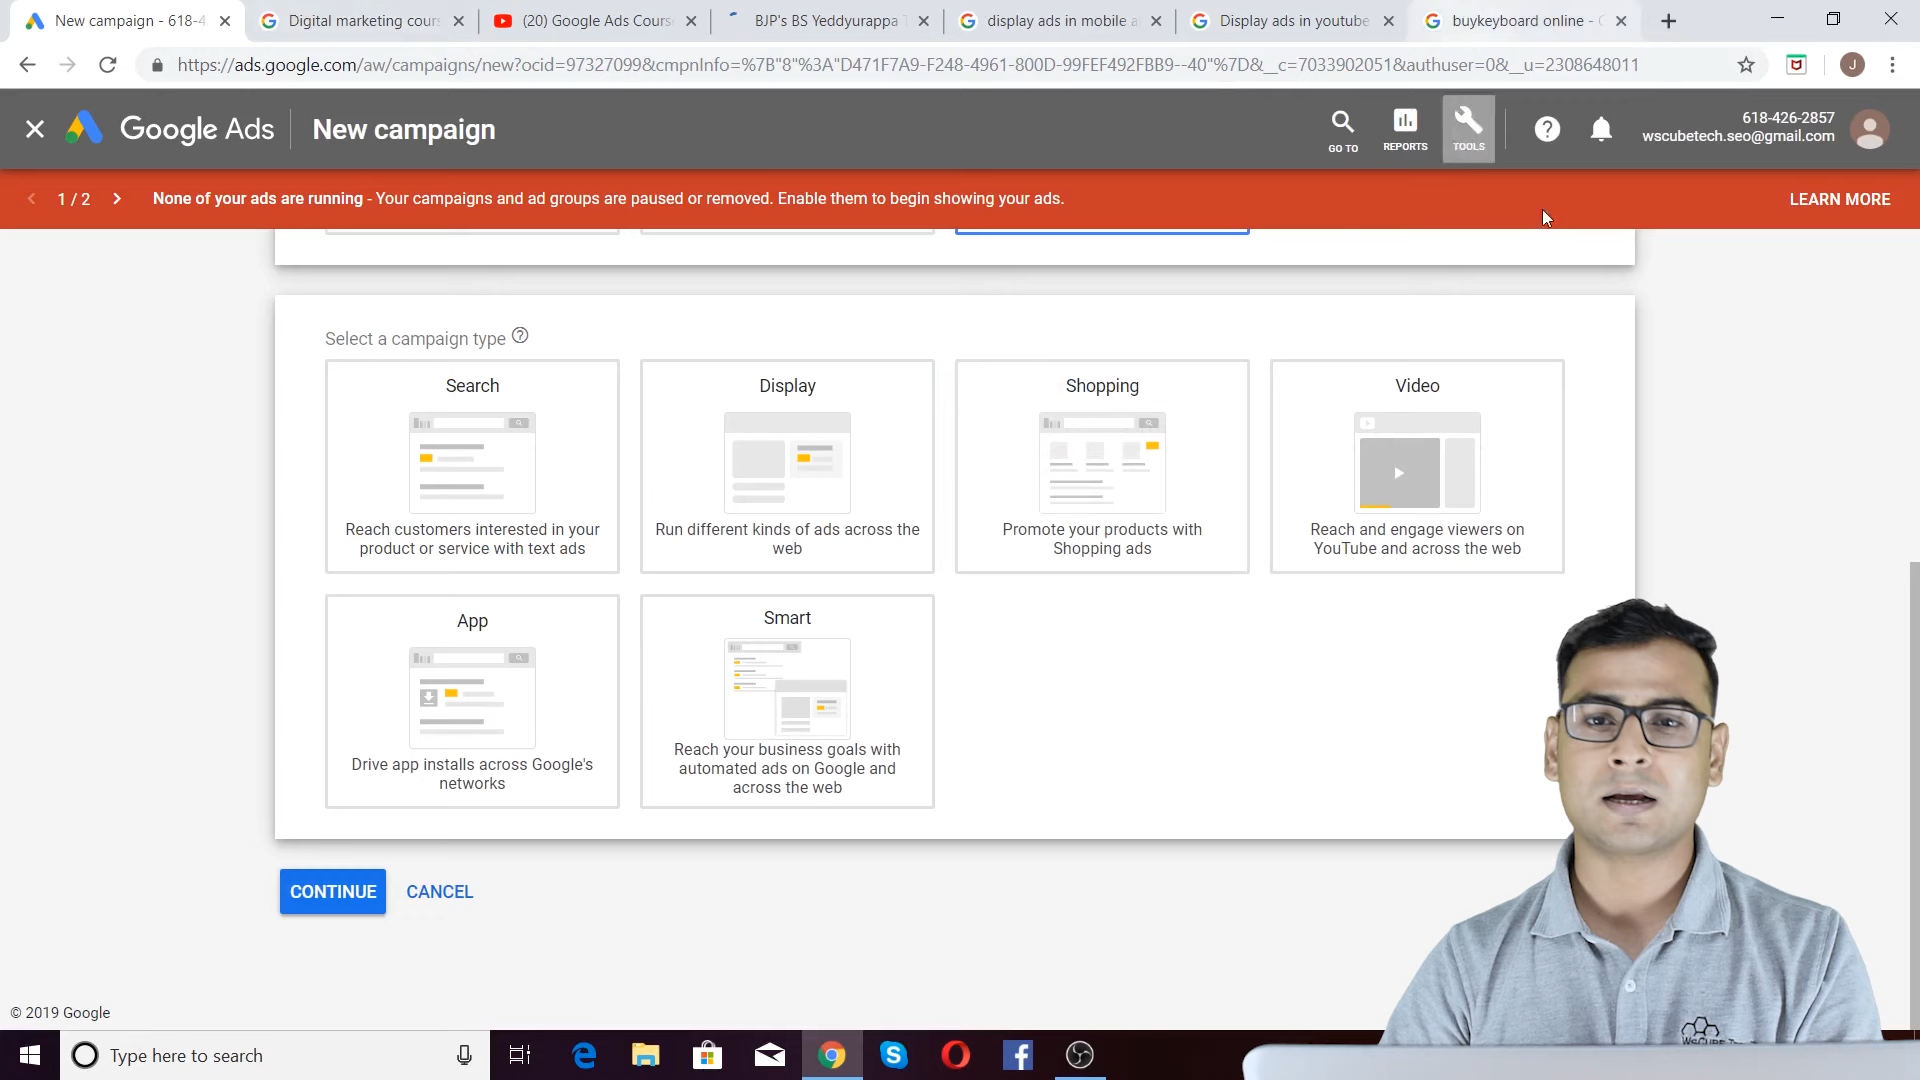 New campaign - 618-4
Digital marketing cours
(20) Google Ads Cours
BJP's BS Yeddyurappa T
display ads in mobile a
Display ads in youtube
buykeyboard online - G
https://ads.google.com/aw/campaigns/new?ocid=97327099&cmpnInfo=%7B"8"%3A"D471F7A9-F248-4961-800D-99FEF492FBB9--40"%7D&__c=7033902051&authuser=0&__u=2308648011
J
Google Ads
New campaign
GO TO
REPORTS
TOOLS
618-426-2857
wscubetech.seo@gmail.com
1 / 2
None of your ads are running - Your campaigns and ad groups are paused or removed. Enable them to begin showing your ads.
LEARN MORE
Select a campaign type
Search
Reach customers interested in your
product or service with text ads
Display
Run different kinds of ads across the
web
Shopping
Promote your products with
Shopping ads
Video
Reach and engage viewers on
YouTube and across the web
App
Drive app installs across Google's
networks
Smart
Reach your business goals with
automated ads on Google and
across the web
CONTINUE
CANCEL
© 2019 Google
Type here to search